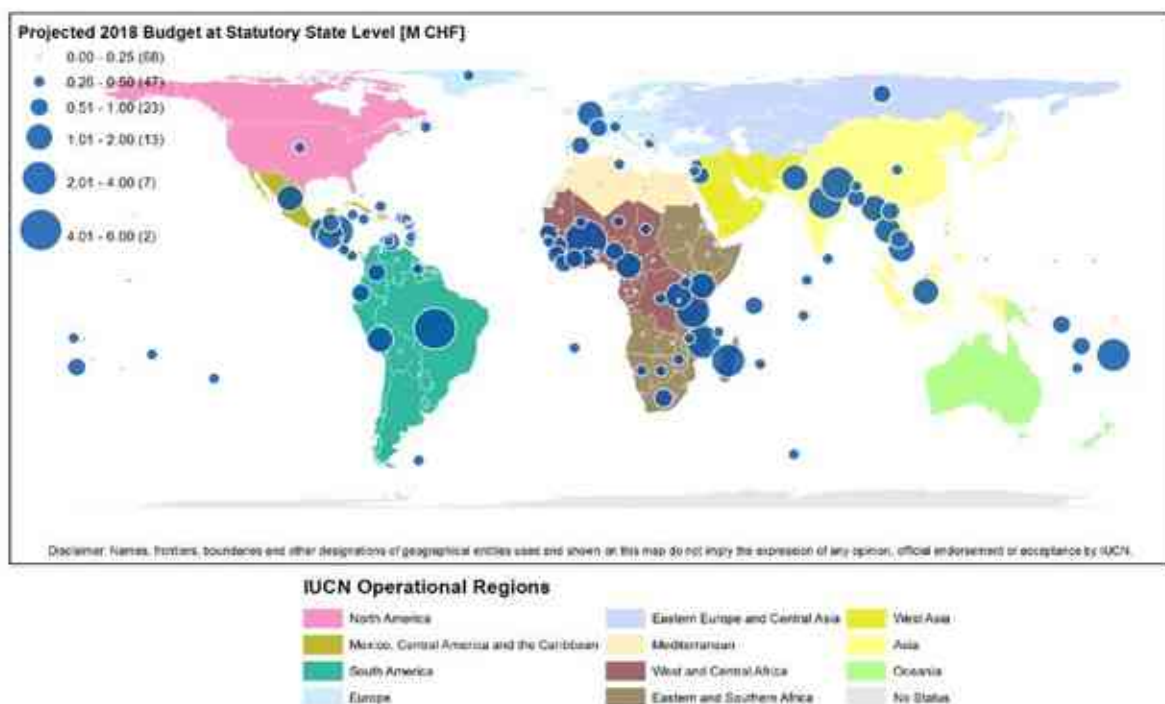 Projected 2018 Budget at Statutory State Level [M CHF]
0.00 - 0.25 (68)
0.26 - 0.50 (47)
0.51 - 1.00 (23)
1.01 - 2.00 (13)
2.01 - 4.00 (7)
4.01 - 6.00 (2)
Disclaimer: Names, frontiers, boundaries and other designations of geographical entities used and shown on this map do not imply the expression of any opinion, official endorsement or acceptance by IUCN.
IUCN Operational Regions
North America
Eastern Europe and Central Asia
West Asia
Mexico, Central America and the Caribbean
Mediterranean
Asia
South America
West and Central Africa
Oceania
Europe
Eastern and Southern Africa
No Status